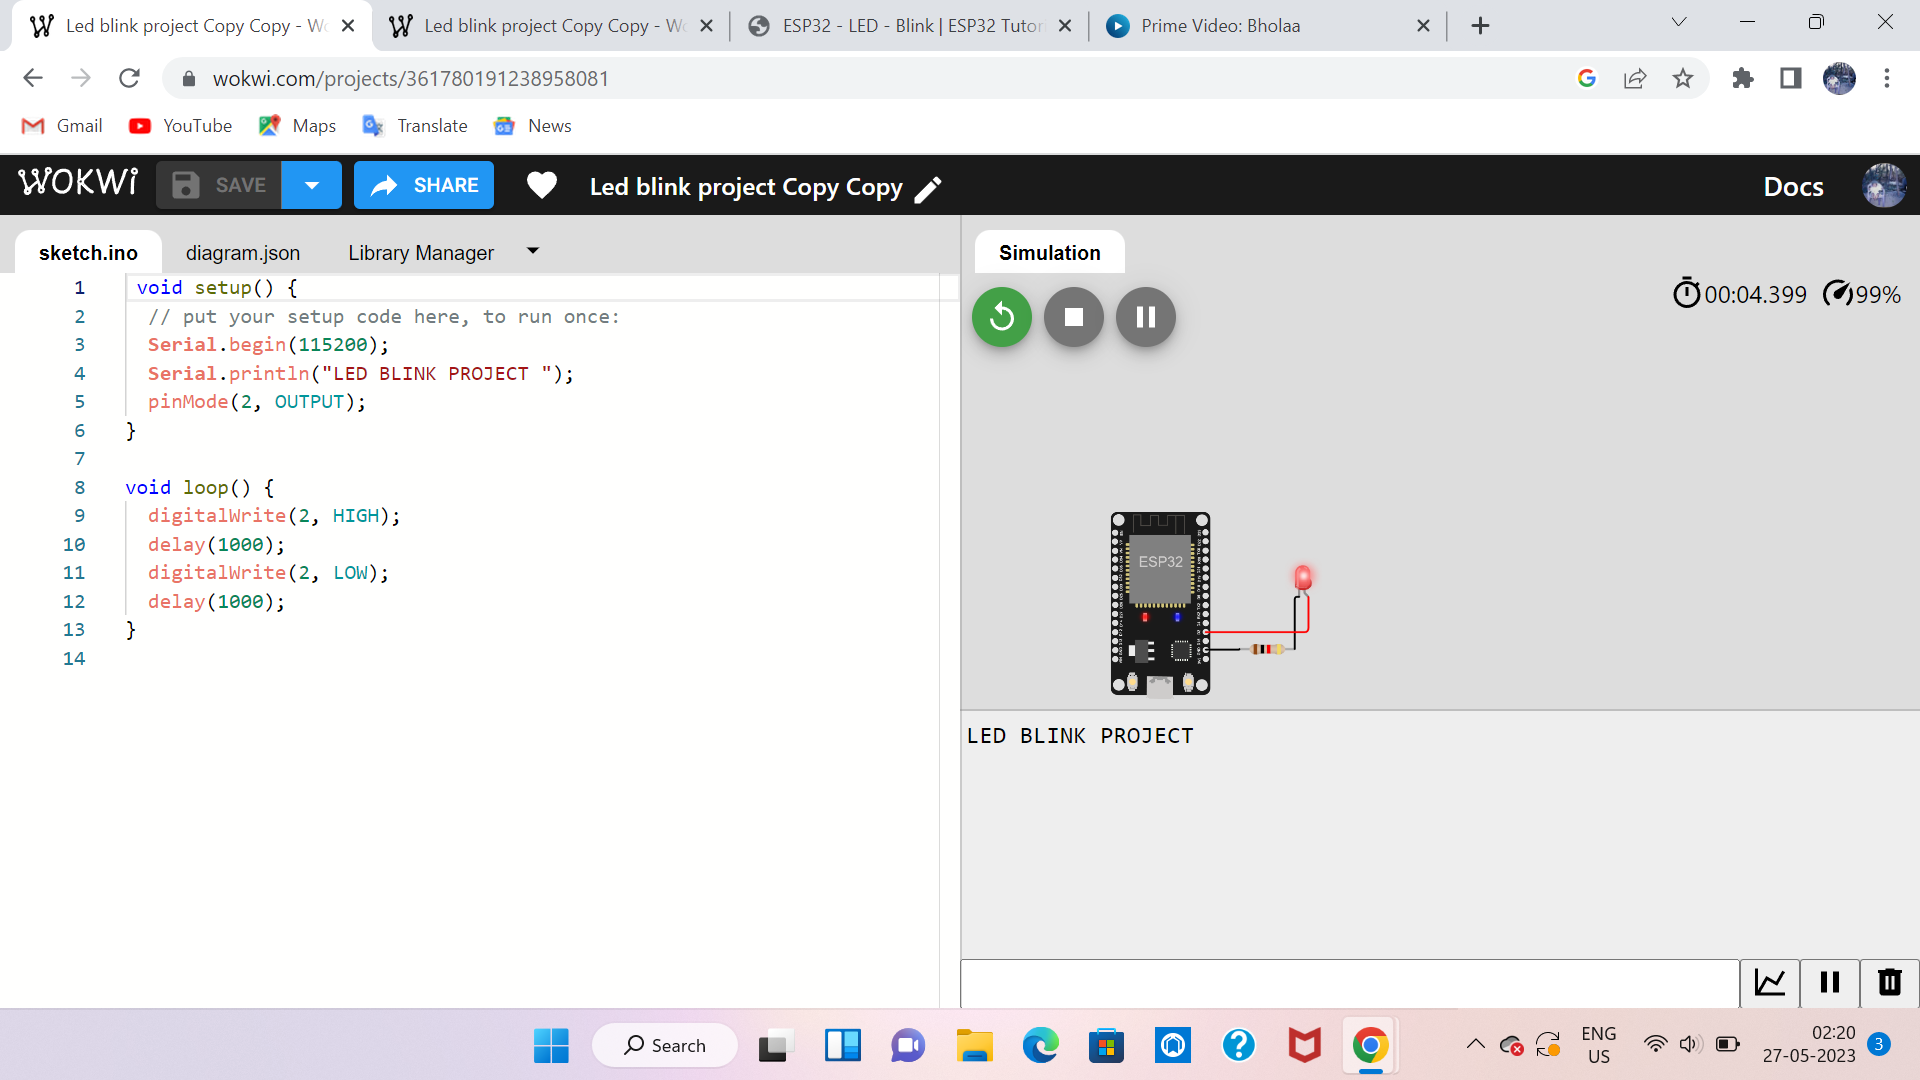 Led blink project Copy Copy - Wo
Led blink project Copy Copy - Wo
ESP32 - LED - Blink | ESP32 Tutori
Prime Video: Bholaa
wokwi.com/projects/361780191238958081
Gmail
YouTube
Maps
Translate
News
WOKWi
SAVE
SHARE
Led blink project Copy Copy
Docs
sketch.ino
diagram.json
Library Manager
Simulation
00:04.399
99%
1 void setup() {
2 // put your setup code here, to run once:
3 Serial.begin(115200);
4 Serial.println("LED BLINK PROJECT ");
5 pinMode(2, OUTPUT);
6 }
7
8 void loop() {
9 digitalWrite(2, HIGH);
10 delay(1000);
11 digitalWrite(2, LOW);
12 delay(1000);
13 }
14
ESP32
LED BLINK PROJECT
Search
ENG
US
02:20
27-05-2023
3